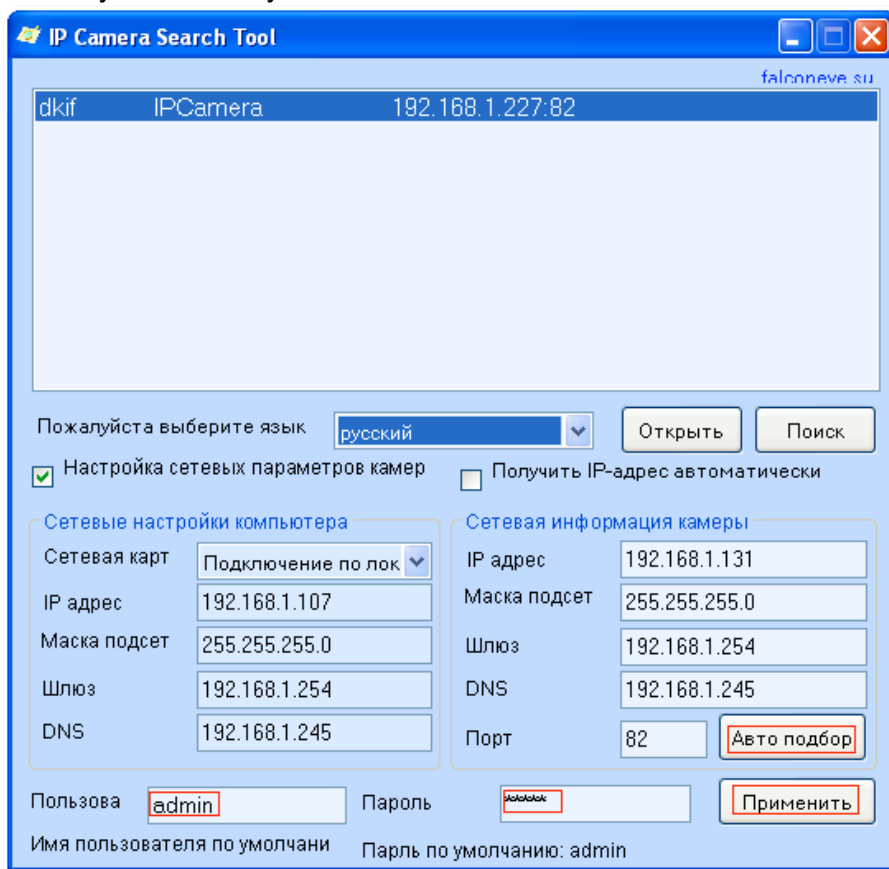 IP Camera Search Tool
falconeye.su
dkif IPCamera 192.168.1.227:82
Пожалуйста выберите язык русский Открыть Поиск
Настройка сетевых параметров камер Получить IP-адрес автоматически
Сетевые настройки компьютера
Сетевая карт Подключение по лок
IP адрес 192.168.1.107
Маска подсет 255.255.255.0
Шлюз 192.168.1.254
DNS 192.168.1.245
Сетевая информация камеры
IP адрес 192.168.1.131
Маска подсет 255.255.255.0
Шлюз 192.168.1.254
DNS 192.168.1.245
Порт 82 Авто подбор
Пользова admin Пароль ****** Применить
Имя пользователя по умолчани Парль по умолчанию: admin